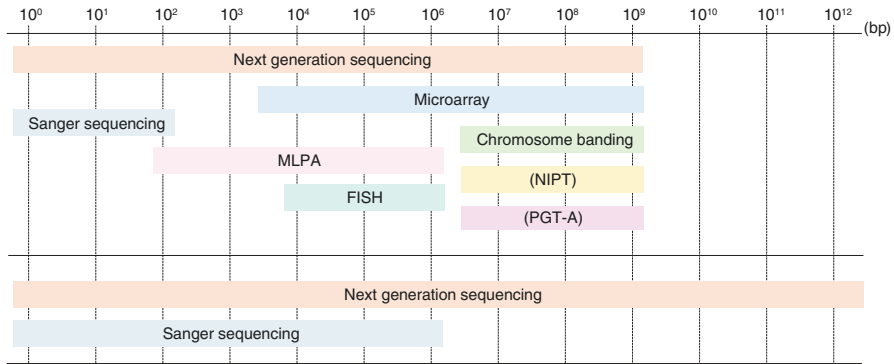 10⁰ 10¹ 10² 10³ 10⁴ 10⁵ 10⁶ 10⁷ 10⁸ 10⁹ 10¹⁰ 10¹¹ 10¹²
(bp)
Next generation sequencing
Microarray
Sanger sequencing
Chromosome banding
MLPA
(NIPT)
FISH
(PGT-A)
Next generation sequencing
Sanger sequencing